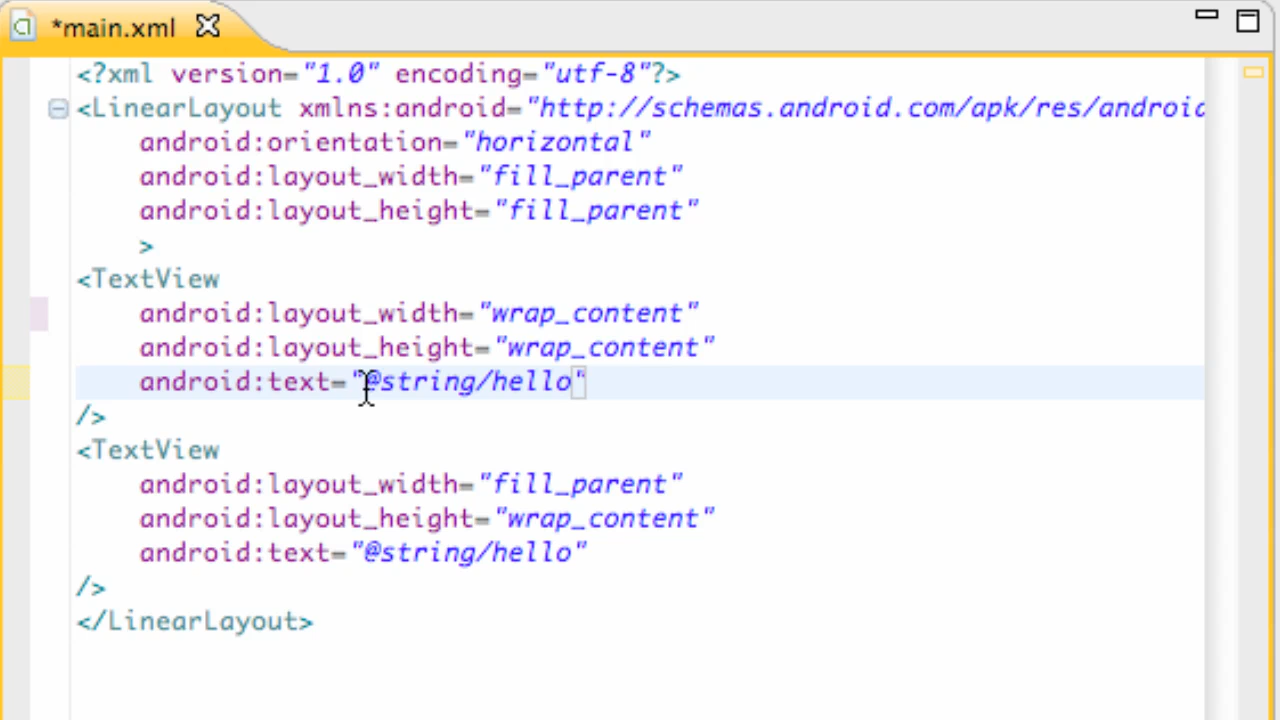 *main.xml
<?xml version="1.0" encoding="utf-8"?>
<LinearLayout xmlns:android="http://schemas.android.com/apk/res/android
android:orientation="horizontal"
android:layout_width="fill_parent"
android:layout_height="fill_parent"
>
<TextView
android:layout_width="wrap_content"
android:layout_height="wrap_content"
android:text="@string/hello"
/>
<TextView
android:layout_width="fill_parent"
android:layout_height="wrap_content"
android:text="@string/hello"
/>
</LinearLayout>